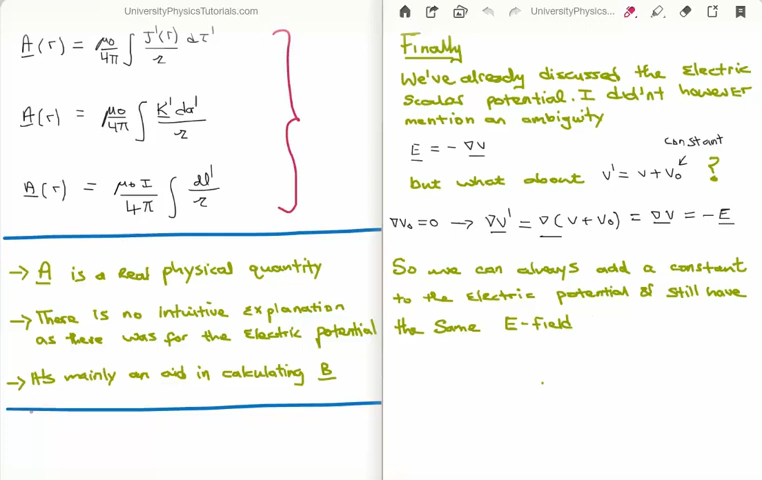 UniversityPhysicsTutorials.com
A(r) = μ₀/4π ∫ J'(r) dτ'/r
A(r) = μ₀/4π ∫ K'da'/r
A(r) = μ₀ I/4π ∫ dl'/r
→ A is a real physical quantity
→ There is no intuitive explanation
as there was for the Electric potential
→ It's mainly an aid in calculating B
UniversityPhysics...
Finally
We've already discussed the Electric
Scalar potential. I didn't however
mention an ambiguity
E = -∇V
constant
but what about V' = V + V₀ ?
∇V₀=0 → ∇V' = ∇(V+V₀) = ∇V = -E
So we can always add a constant
to the Electric potential & still have
the same E-field